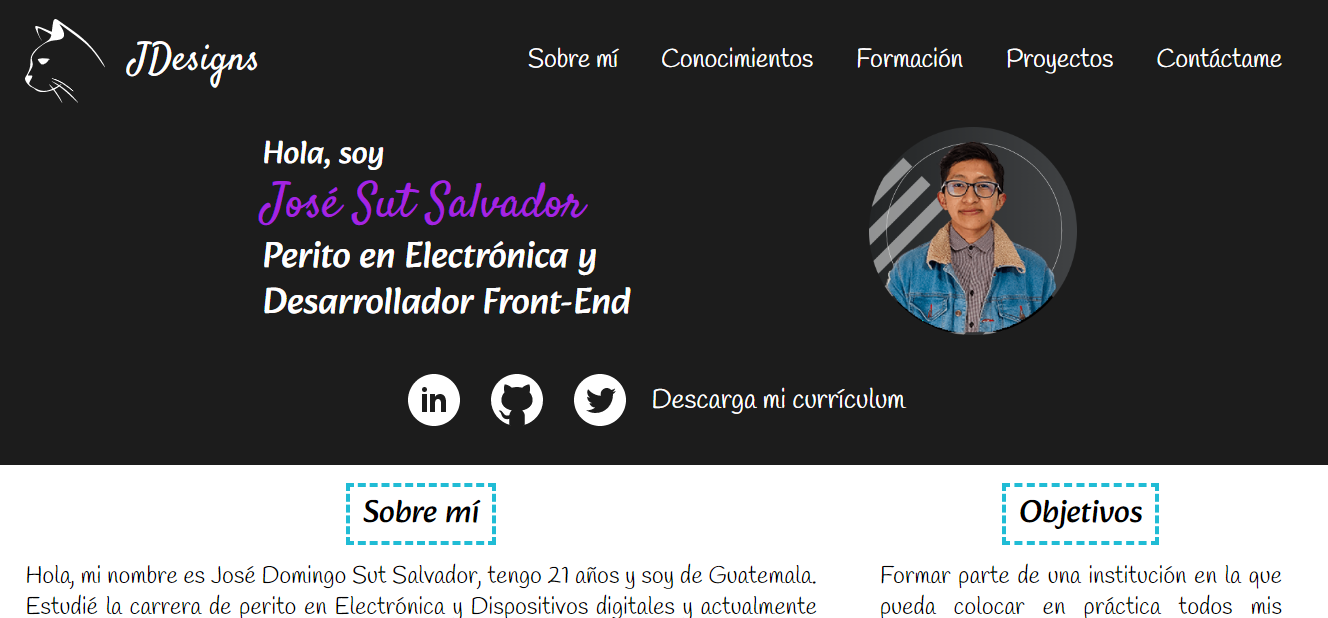 JDesigns
Sobre mí
Conocimientos
Formación
Proyectos
Contáctame
Hola, soy
José Sut Salvador
Perito en Electrónica y
Desarrollador Front-End
in
Descarga mi currículum
Sobre mí
Hola, mi nombre es José Domingo Sut Salvador, tengo 21 años y soy de Guatemala.
Estudié la carrera de perito en Electrónica y Dispositivos digitales y actualmente
Objetivos
Formar parte de una institución en la que
pueda colocar en práctica todos mis